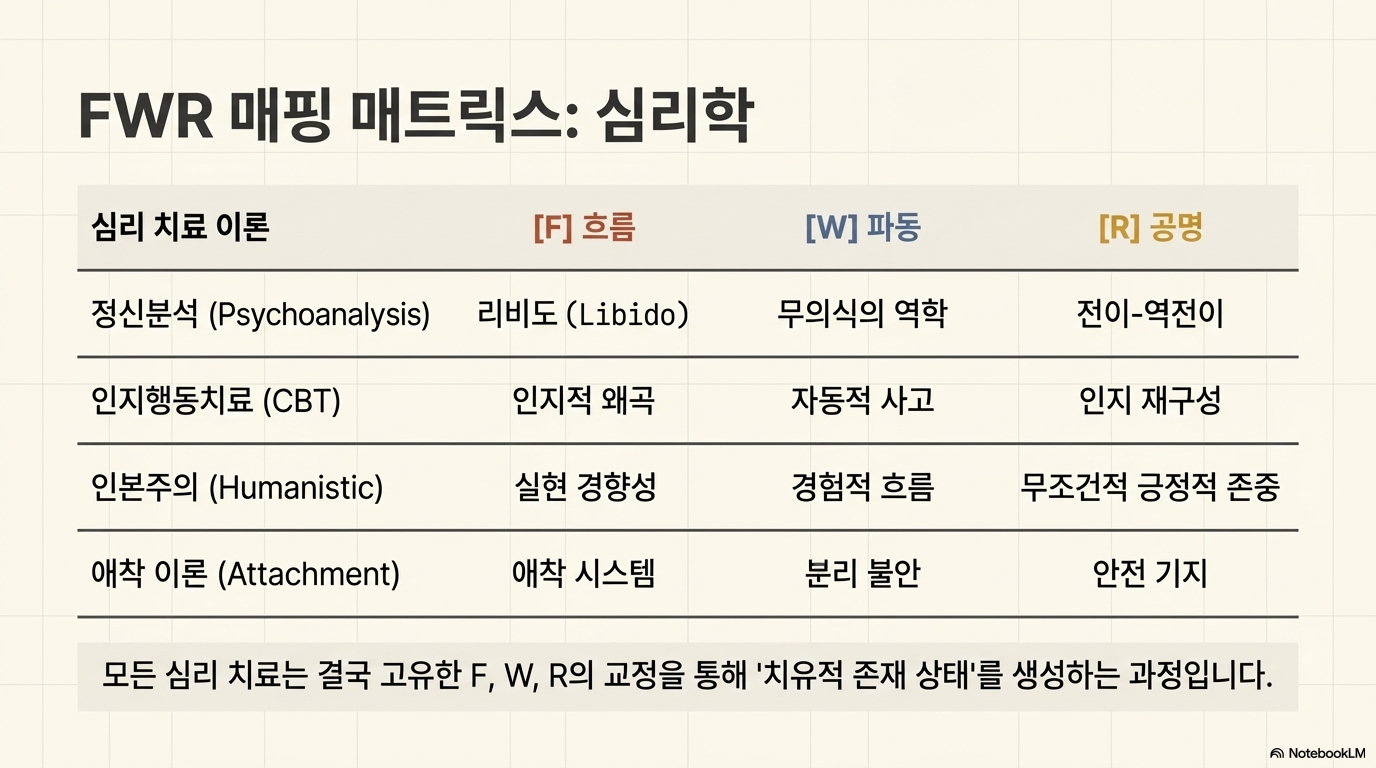 FWR 매핑 매트릭스: 심리학
심리 치료 이론 [F] 흐름 [W] 파동 [R] 공명
정신분석 (Psychoanalysis) 리비도 (Libido) 무의식의 역학 전이-역전이
인지행동치료 (CBT) 인지적 왜곡 자동적 사고 인지 재구성
인본주의 (Humanistic) 실현 경향성 경험적 흐름 무조건적 긍정적 존중
애착 이론 (Attachment) 애착 시스템 분리 불안 안전 기지
모든 심리 치료는 결국 고유한 F, W, R의 교정을 통해 '치유적 존재 상태'를 생성하는 과정입니다.
NotebookLM